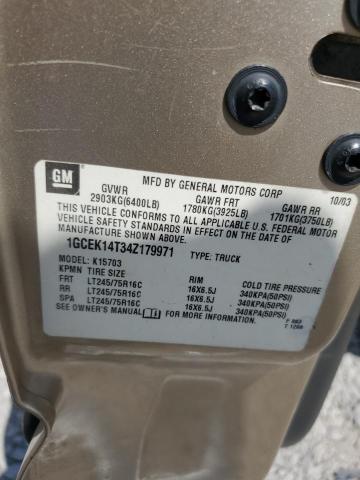 GM
MFD BY GENERAL MOTORS CORP 10/03
GVWR GAWR FRT GAWR RR
2903KG(6400LB) 1780KG(3925LB) 1701KG(3750LB)
THIS VEHICLE CONFORMS TO ALL APPLICABLE U.S. FEDERAL MOTOR
VEHICLE SAFETY STANDARDS IN EFFECT ON THE DATE OF
MANUFACTURE SHOWN ABOVE.
1GCEK14T34Z179971 TYPE: TRUCK
MODEL: K15703
KPMN TIRE SIZE RIM COLD TIRE PRESSURE
FRT LT245/75R16C 16X6.5J 340KPA(50PSI)
RR LT245/75R16C 16X6.5J 340KPA(50PSI)
SPA LT245/75R16C 16X6.5J 340KPA(50PSI)
SEE OWNER'S MANUAL FOR MORE INFORMATION.